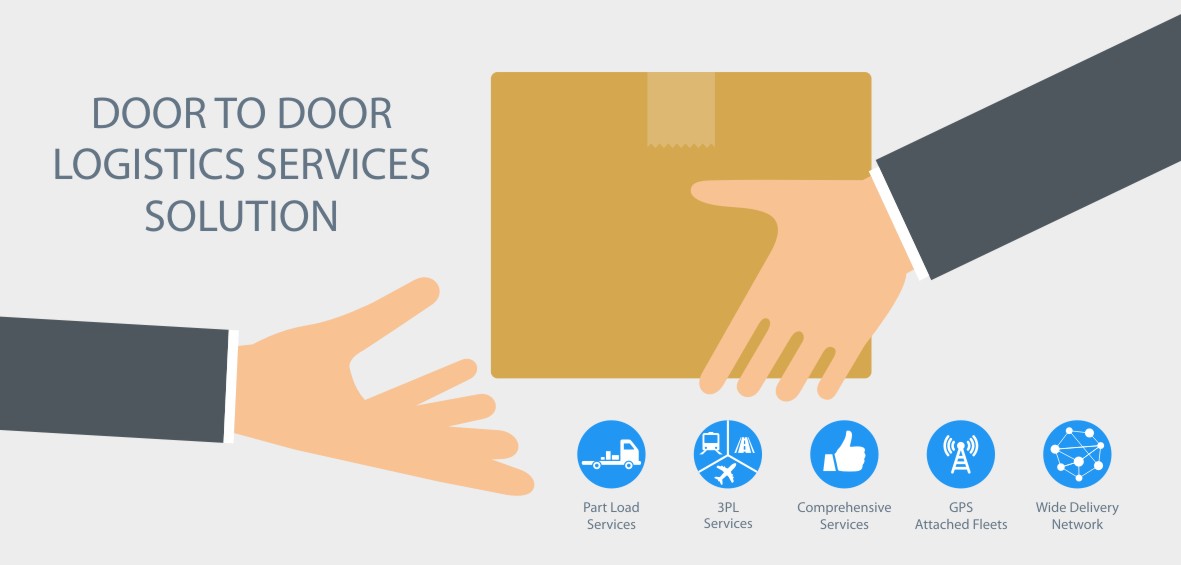 DOOR TO DOOR
LOGISTICS SERVICES
SOLUTION
Part Load
Services
3PL
Services
Comprehensive
Services
GPS
Attached Fleets
Wide Delivery
Network